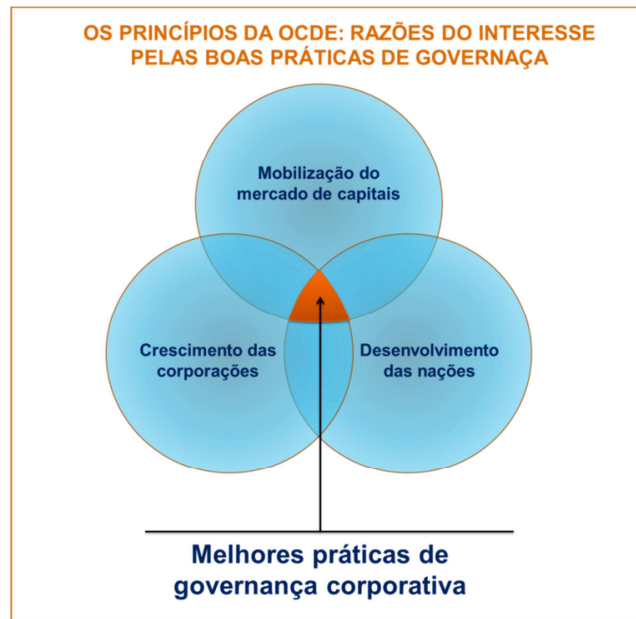 OS PRINCÍPIOS DA OCDE: RAZÕES DO INTERESSE
PELAS BOAS PRÁTICAS DE GOVERNAÇA
Mobilização do
mercado de capitais
Crescimento das
corporações
Desenvolvimento
das nações
Melhores práticas de
governança corporativa